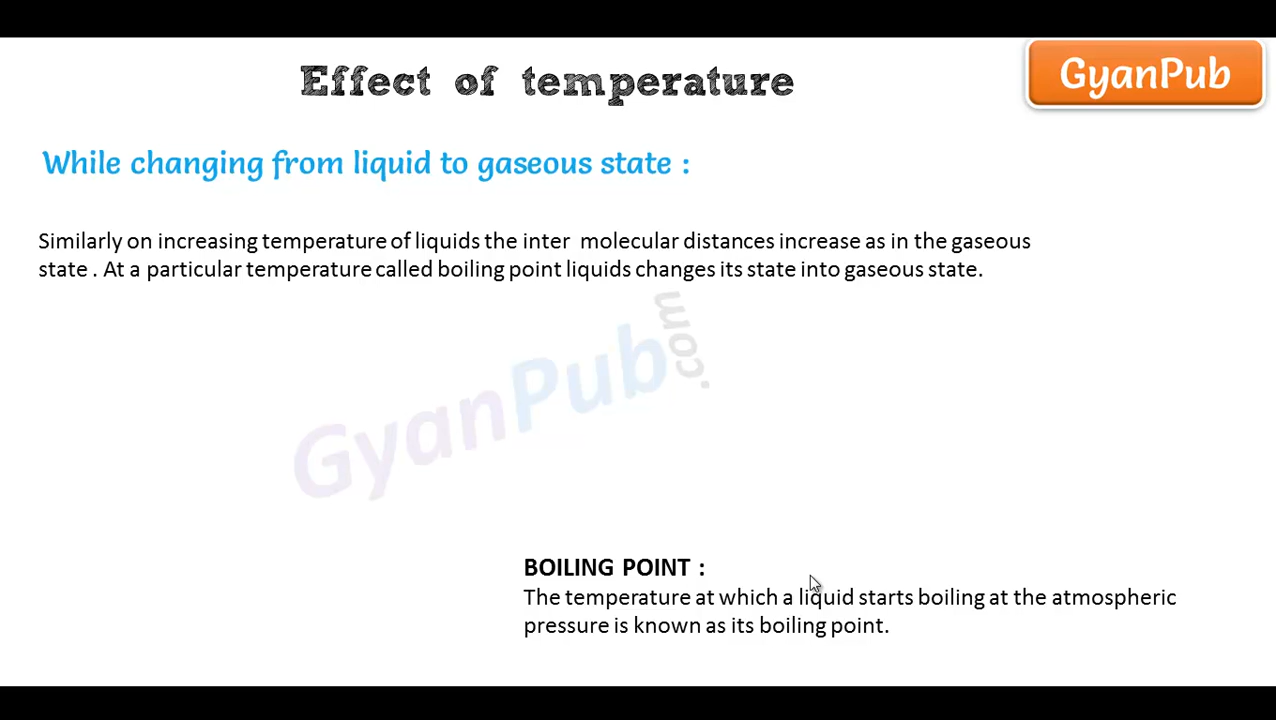 Effect of temperature
GyanPub
While changing from liquid to gaseous state :
Similarly on increasing temperature of liquids the inter molecular distances increase as in the gaseous
state . At a particular temperature called boiling point liquids changes its state into gaseous state.
GyanPub.com
BOILING POINT :
The temperature at which a liquid starts boiling at the atmospheric
pressure is known as its boiling point.